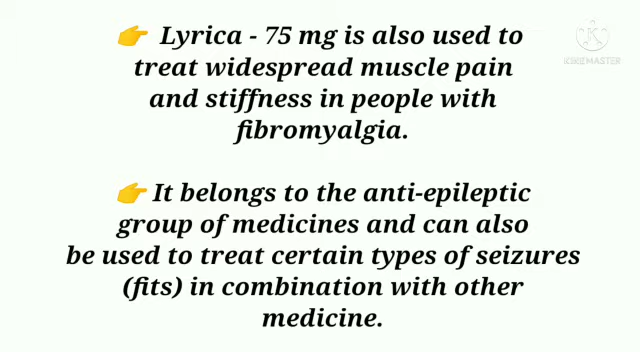 👉 Lyrica - 75 mg is also used to
treat widespread muscle pain
and stiffness in people with
fibromyalgia.
👉 It belongs to the anti-epileptic
group of medicines and can also
be used to treat certain types of seizures
(fits) in combination with other
medicine.
KINEMASTER